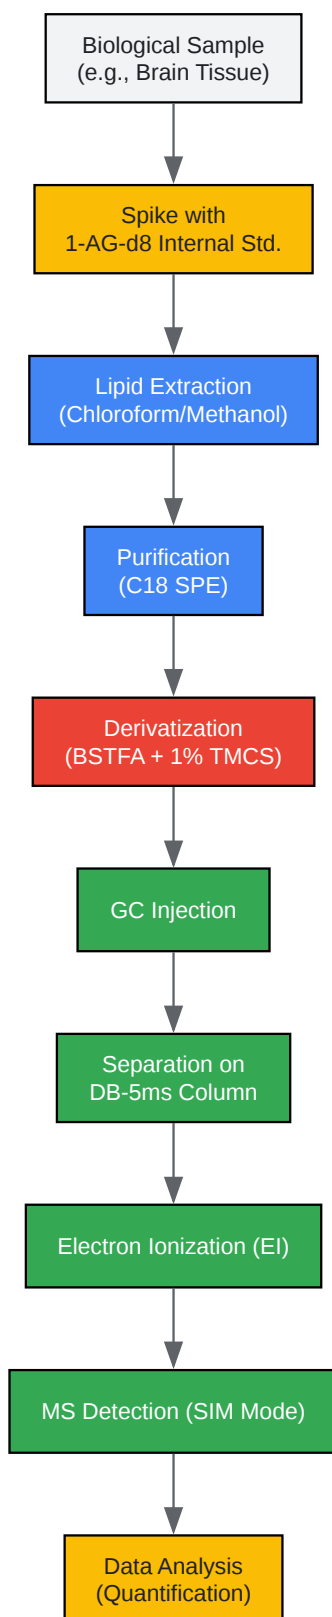 Biological Sample
(e.g., Brain Tissue)
Spike with
1-AG-d8 Internal Std.
Lipid Extraction
(Chloroform/Methanol)
Purification
(C18 SPE)
Derivatization
(BSTFA + 1% TMCS)
GC Injection
Separation on
DB-5ms Column
Electron Ionization (EI)
MS Detection (SIM Mode)
Data Analysis
(Quantification)